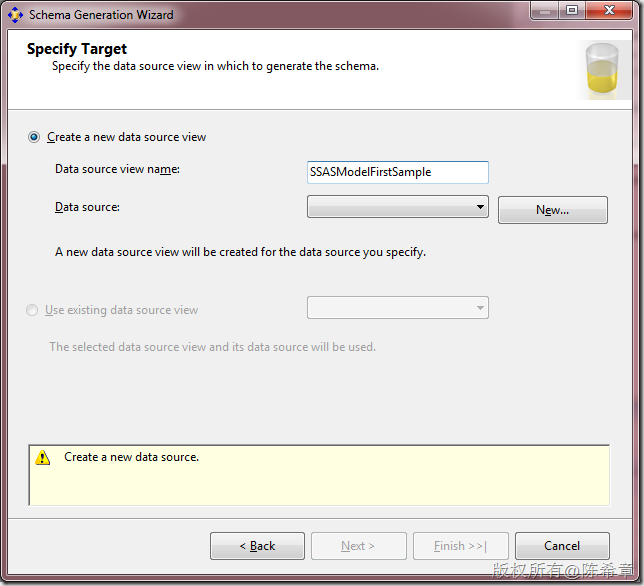 Schema Generation Wizard
Specify Target
Specify the data source view in which to generate the schema.
Create a new data source view
Data source view name:
SSASModelFirstSample
Data source:
New...
A new data source view will be created for the data source you specify.
Use existing data source view
The selected data source view and its data source will be used.
Create a new data source.
< Back
Next >
Finish >>|
Cancel
版权所有@陈希章